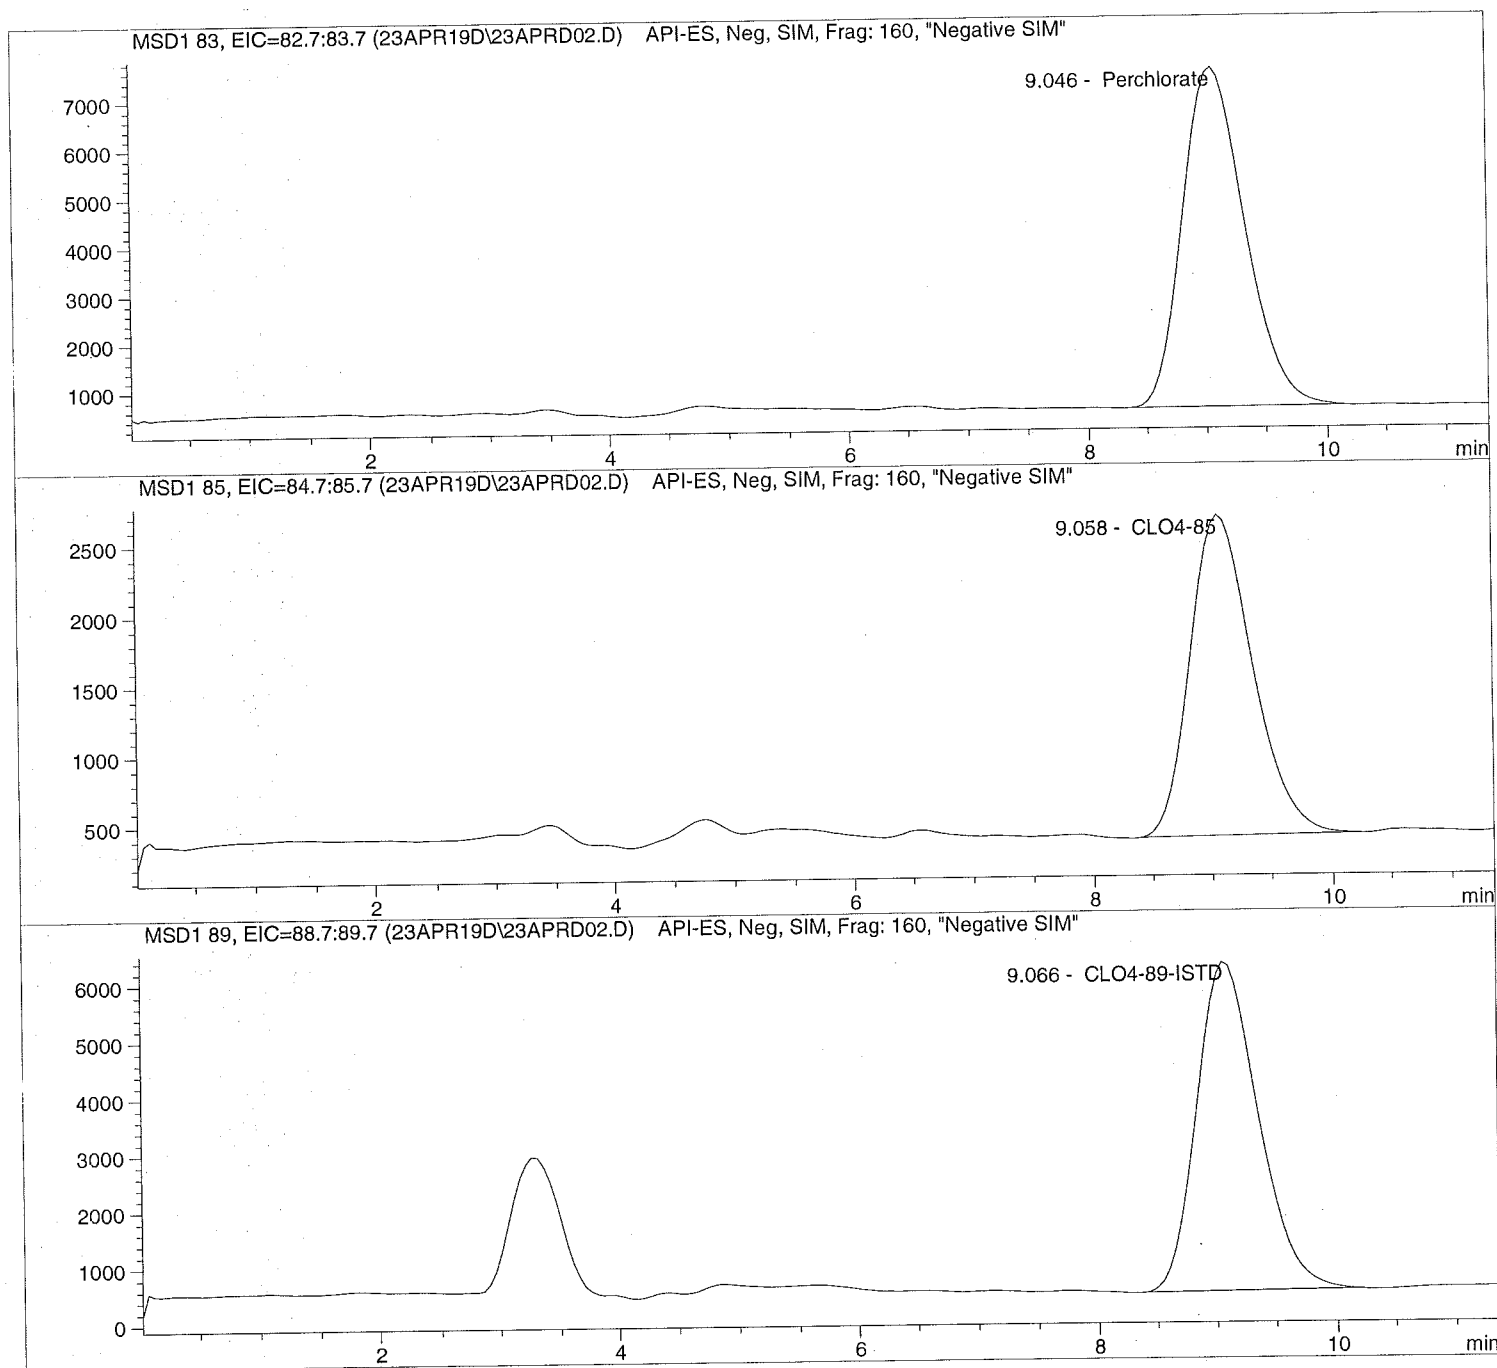 MSD1 83, EIC=82.7:83.7 (23APR19D\23APRD02.D) API-ES, Neg, SIM, Frag: 160, "Negative SIM"
9.046 - Perchlorate
7000
6000
5000
4000
3000
2000
1000
2 4 6 8 10 min
MSD1 85, EIC=84.7:85.7 (23APR19D\23APRD02.D) API-ES, Neg, SIM, Frag: 160, "Negative SIM"
9.058 - CLO4-85
2500
2000
1500
1000
500
2 4 6 8 10 min
MSD1 89, EIC=88.7:89.7 (23APR19D\23APRD02.D) API-ES, Neg, SIM, Frag: 160, "Negative SIM"
9.066 - CLO4-89-ISTD
6000
5000
4000
3000
2000
1000
0
2 4 6 8 10 min